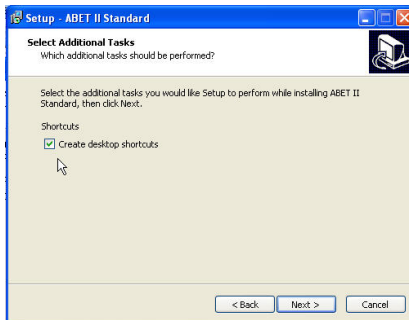 Setup - ABET II Standard
Select Additional Tasks
Which additional tasks should be performed?
Select the additional tasks you would like Setup to perform while installing ABET II
Standard, then click Next.
Shortcuts
Create desktop shortcuts
< Back
Next >
Cancel